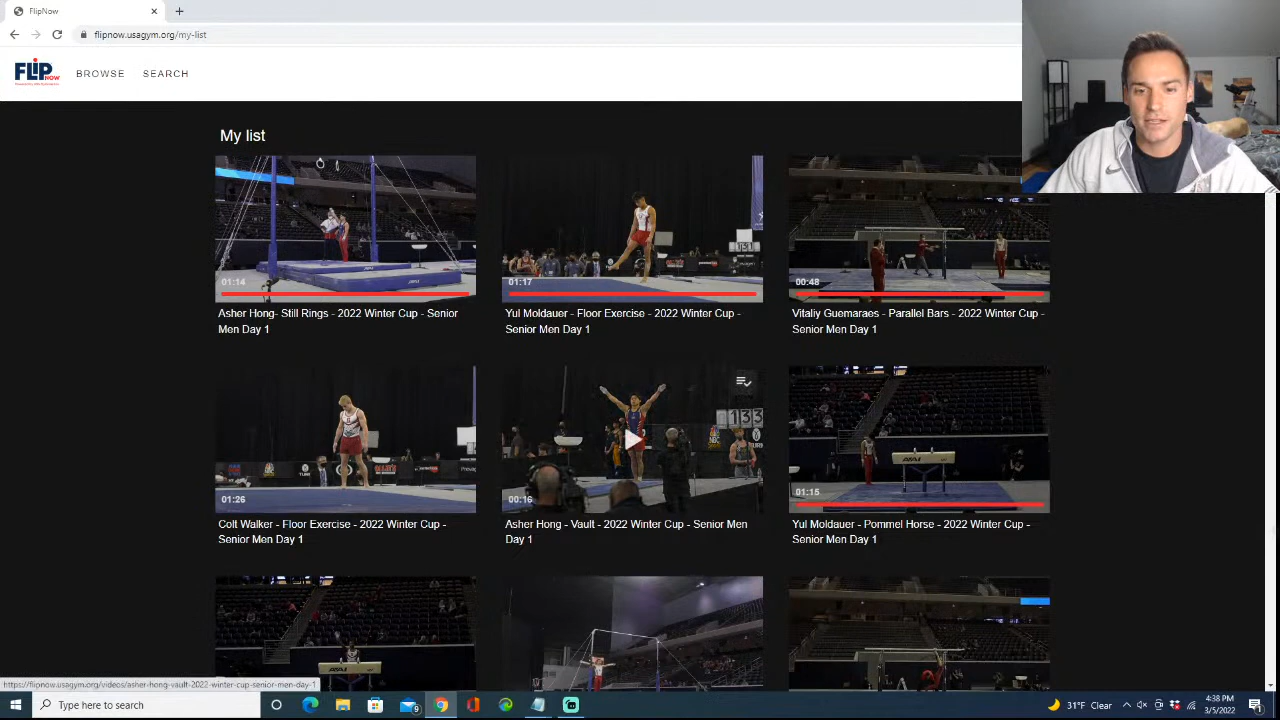 FlipNow
flipnow.usagym.org/my-list
FLIP NOW
BROWSE SEARCH
My list
01:14
01:17
00:48
Asher Hong- Still Rings - 2022 Winter Cup - Senior
Men Day 1
Yul Moldauer - Floor Exercise - 2022 Winter Cup -
Senior Men Day 1
Vitaliy Guemaraes - Parallel Bars - 2022 Winter Cup -
Senior Men Day 1
133
01:26
00:16
01:15
Colt Walker - Floor Exercise - 2022 Winter Cup -
Senior Men Day 1
Asher Hong - Vault - 2022 Winter Cup - Senior Men
Day 1
Yul Moldauer - Pommel Horse - 2022 Winter Cup -
Senior Men Day 1
https://flipnow.usagym.org/videos/asher-hong-vault-2022-winter-cup-senior-men-day-1
Type here to search
31°F Clear
4:38 PM
3/5/2022